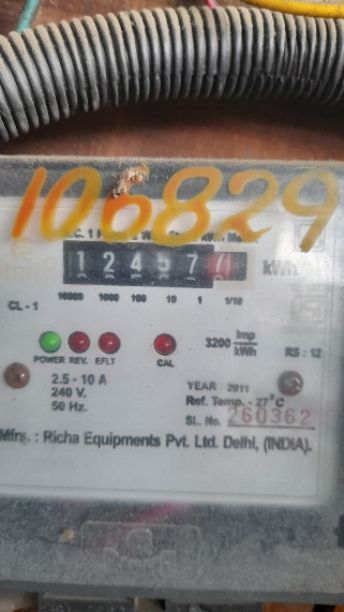 106829
1 2 4 5 7 7 kWh
10000 1000 100 10 1 1/10
CL - 1
3200 imp/kWh
RS : 12
POWER REV. EFLT CAL
2.5 - 10 A
240 V.
50 Hz.
YEAR 2011
Ref. Temp. - 27°C
SL. No. 260362
Mfrs. : Richa Equipments Pvt. Ltd. Delhi, (INDIA).